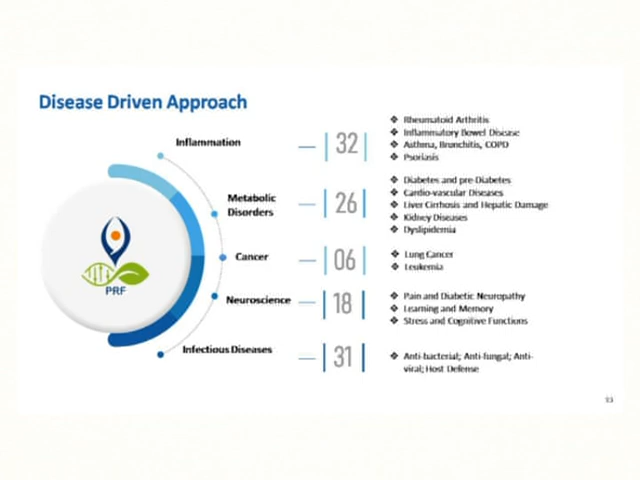 Disease Driven Approach
Inflammation
32
❖ Rheumatoid Arthritis
❖ Inflammatory Bowel Disease
❖ Asthma, Brunchitis, COPD
❖ Psoriasis
Metabolic
Disorders
26
❖ Diabetes and pre-Diabetes
❖ Cardio-vascular Diseases
❖ Liver Cirrhosis and Hepatic Damage
❖ Kidney Diseases
❖ Dyslipidemia
Cancer
06
❖ Lung Cancer
❖ Leukemia
Neuroscience
18
❖ Pain and Diabetic Neuropathy
❖ Learning and Memory
❖ Stress and Cognitive Functions
Infectious Diseases
31
❖ Anti-bacterial; Anti-fungal; Anti-
viral; Host Defense
PRF